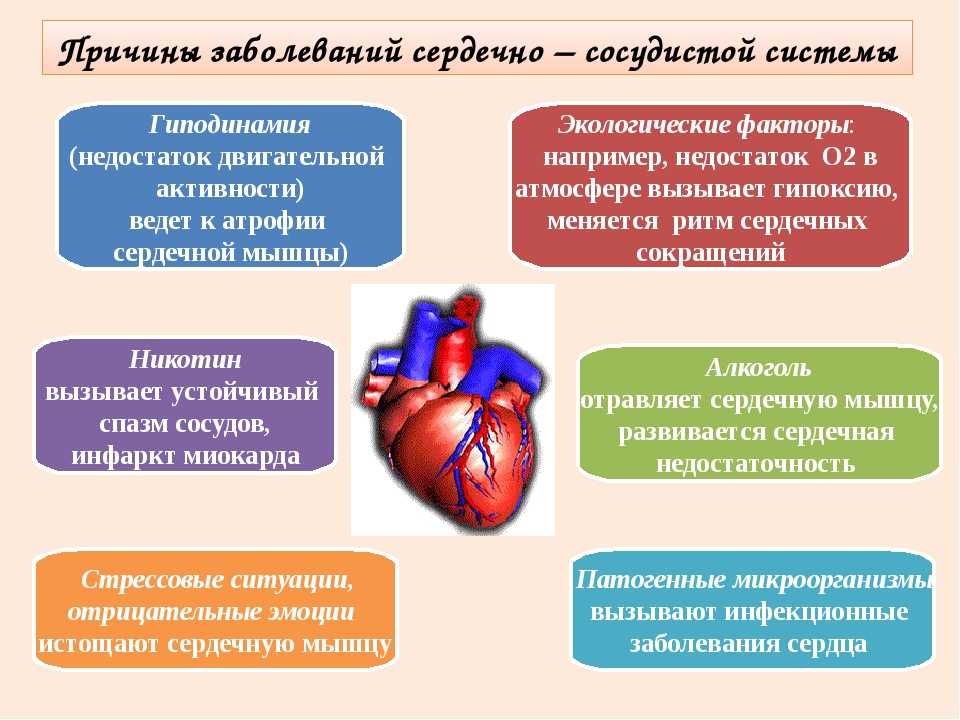 Причины заболеваний сердечно – сосудистой системы
Гиподинамия
(недостаток двигательной
активности)
ведет к атрофии
сердечной мышцы)
Экологические факторы:
например, недостаток О2 в
атмосфере вызывает гипоксию,
меняется ритм сердечных
сокращений
Никотин
вызывает устойчивый
спазм сосудов,
инфаркт миокарда
Алкоголь
отравляет сердечную мышцу,
развивается сердечная
недостаточность
Стрессовые ситуации,
отрицательные эмоции
истощают сердечную мышцу
Патогенные микроорганизмы
вызывают инфекционные
заболевания сердца